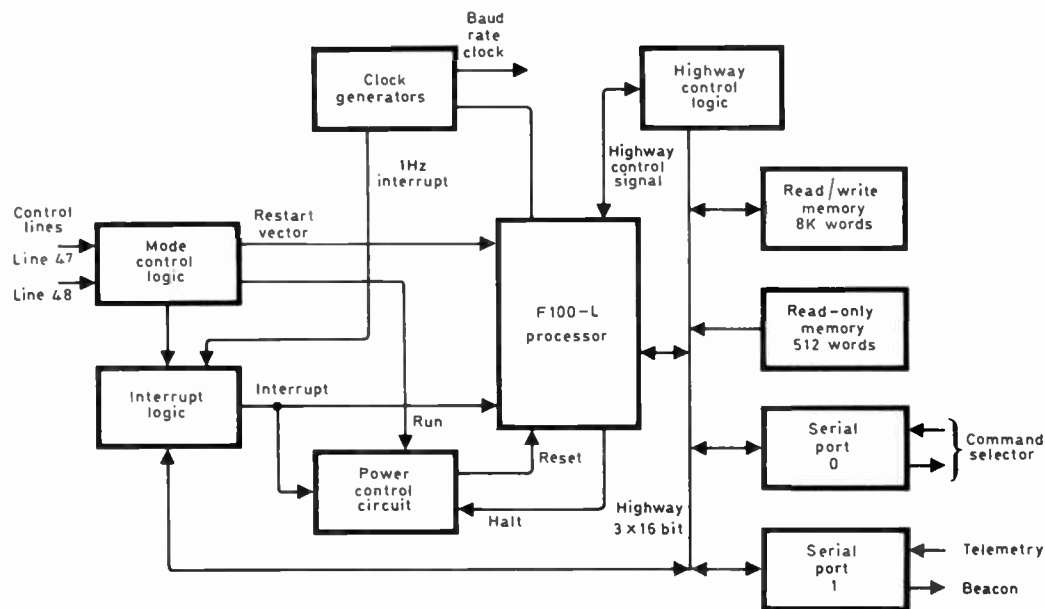 Baud
rate
clock
Clock
generators
Highway
control
logic
1Hz
interrupt
Highway
control
signal
Read/write
memory
8K words
Control
lines
Line 47
Line 48
Mode
control
logic
Restart
vector
F100-L
processor
Read-only
memory
512 words
Interrupt
logic
Interrupt
Run
Reset
Power
control
circuit
Halt
Serial
port
0
Command
selector
Highway
3×16 bit
Serial
port
1
Telemetry
Beacon